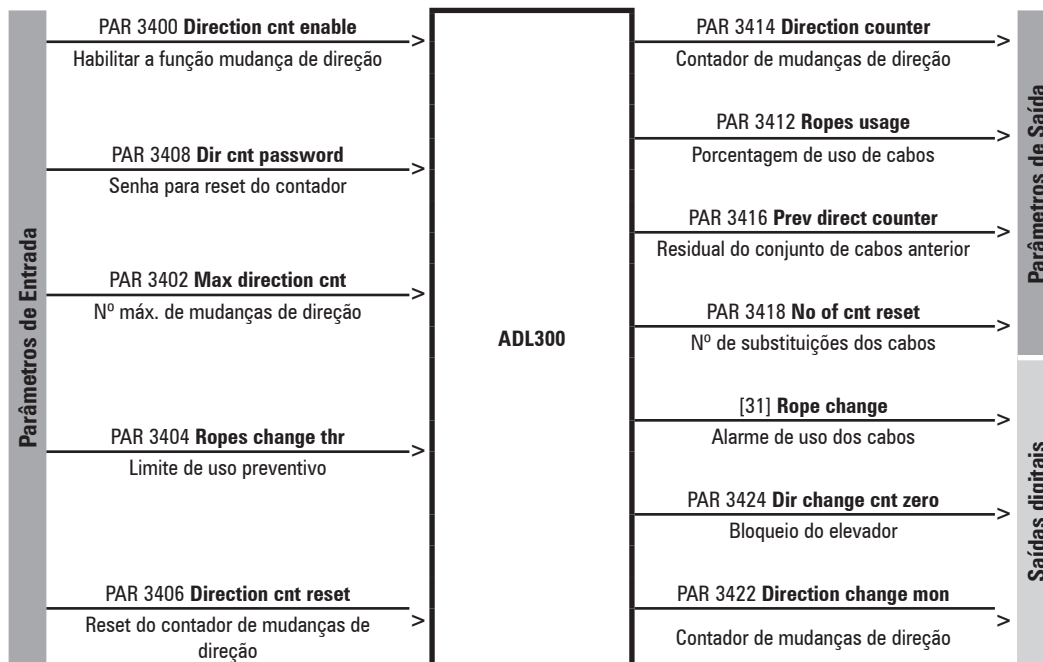 Parâmetros de Entrada
PAR 3400 Direction cnt enable
Habilitar a função mudança de direção
PAR 3408 Dir cnt password
Senha para reset do contador
PAR 3402 Max direction cnt
Nº máx. de mudanças de direção
PAR 3404 Ropes change thr
Limite de uso preventivo
PAR 3406 Direction cnt reset
Reset do contador de mudanças de
direção
ADL300
PAR 3414 Direction counter
Contador de mudanças de direção
PAR 3412 Ropes usage
Porcentagem de uso de cabos
PAR 3416 Prev direct counter
Residual do conjunto de cabos anterior
PAR 3418 No of cnt reset
Nº de substituições dos cabos
[31] Rope change
Alarme de uso dos cabos
PAR 3424 Dir change cnt zero
Bloqueio do elevador
PAR 3422 Direction change mon
Contador de mudanças de direção
Parâmetros de Saída
Saídas digitais